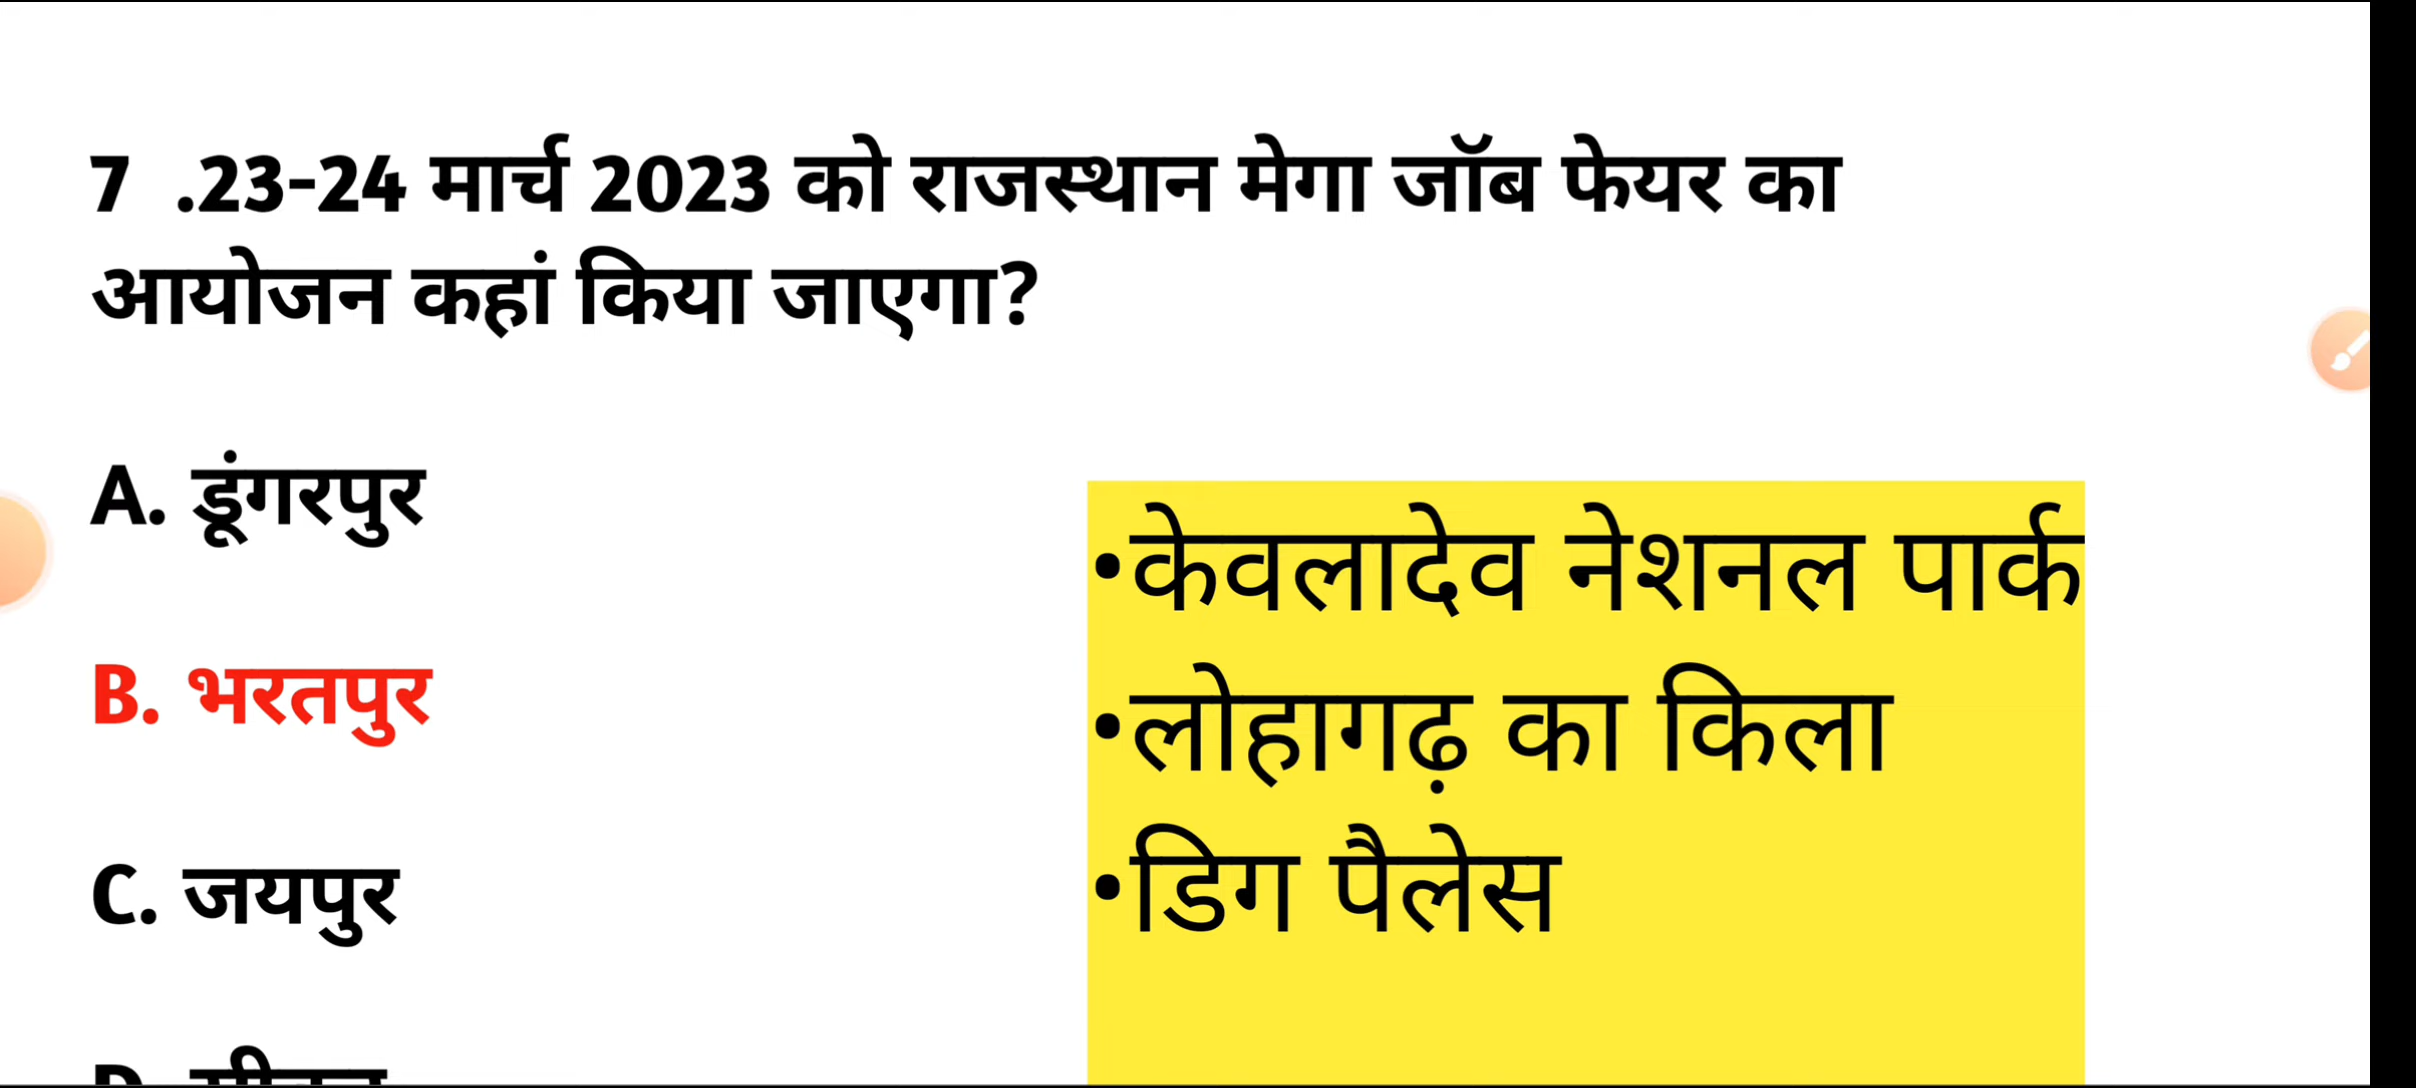 7 .23-24 मार्च 2023 को राजस्थान मेगा जॉब फेयर का
आयोजन कहां किया जाएगा?
A. डूंगरपुर
B. भरतपुर
C. जयपुर
•केवलादेव नेशनल पार्क
•लोहागढ़ का किला
•डिग पैलेस